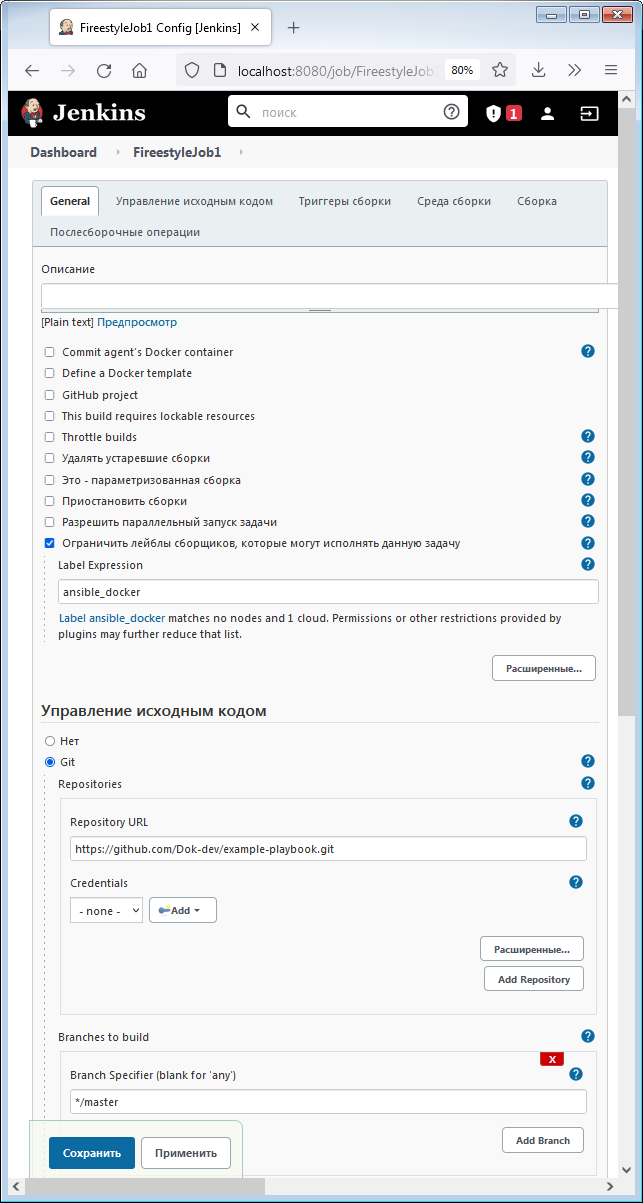 FireestyleJob1 Config [Jenkins]
localhost:8080/job/FireestyleJob1
80%
Jenkins
поиск
1
Dashboard
FireestyleJob1
General
Управление исходным кодом
Триггеры сборки
Среда сборки
Сборка
Послесборочные операции
Описание
[Plain text] Предпросмотр
Commit agent's Docker container
Define a Docker template
GitHub project
This build requires lockable resources
Throttle builds
Удалять устаревшие сборки
Это - параметризованная сборка
Приостановить сборки
Разрешить параллельный запуск задачи
Ограничить лейблы сборщиков, которые могут исполнять данную задачу
Label Expression
ansible_docker
Label ansible_docker matches no nodes and 1 cloud. Permissions or other restrictions provided by
plugins may further reduce that list.
Расширенные...
Управление исходным кодом
Нет
Git
Repositories
Repository URL
https://github.com/Dok-dev/example-playbook.git
Credentials
- none -
Add
Расширенные...
Add Repository
Branches to build
X
Branch Specifier (blank for 'any')
*/master
Add Branch
Сохранить
Применить